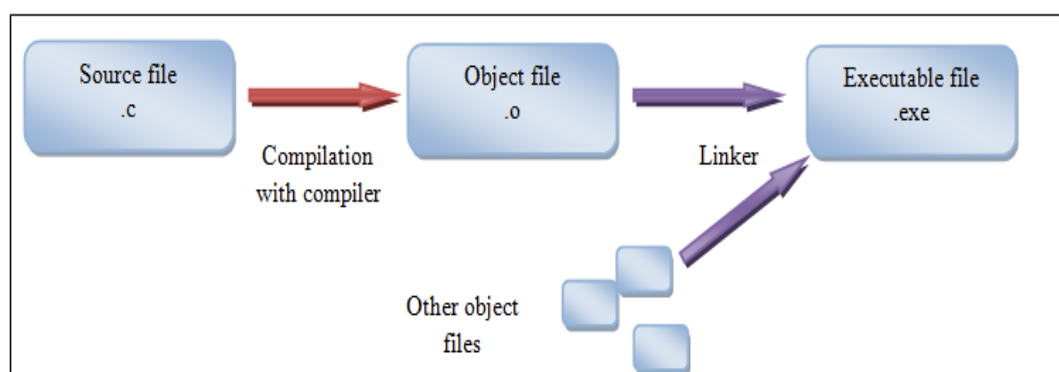 Source file
.c
Compilation
with compiler
Object file
.o
Linker
Executable file
.exe
Other object
files